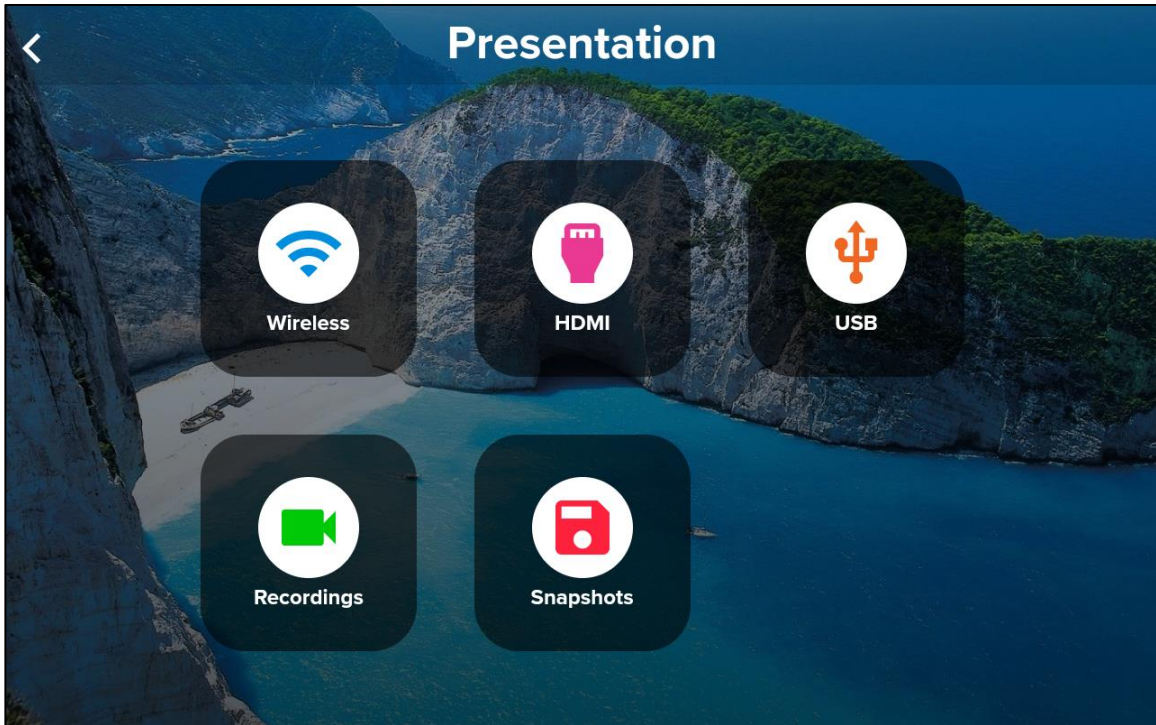 Presentation
Wireless
HDMI
USB
Recordings
Snapshots